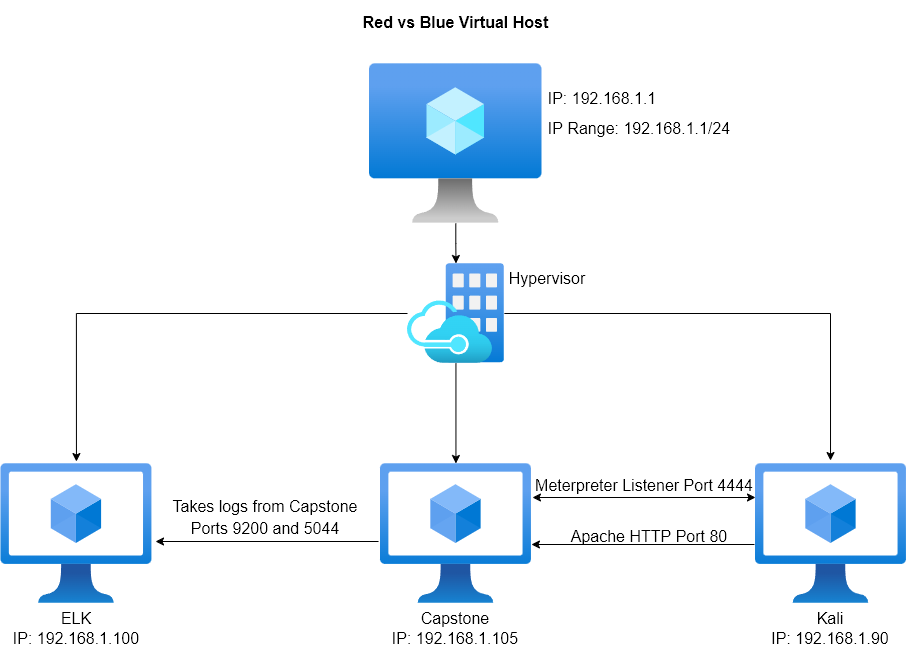 Red vs Blue Virtual Host
IP: 192.168.1.1
IP Range: 192.168.1.1/24
Hypervisor
Meterpreter Listener Port 4444
Takes logs from Capstone
Ports 9200 and 5044
Apache HTTP Port 80
ELK
IP: 192.168.1.100
Capstone
IP: 192.168.1.105
Kali
IP: 192.168.1.90